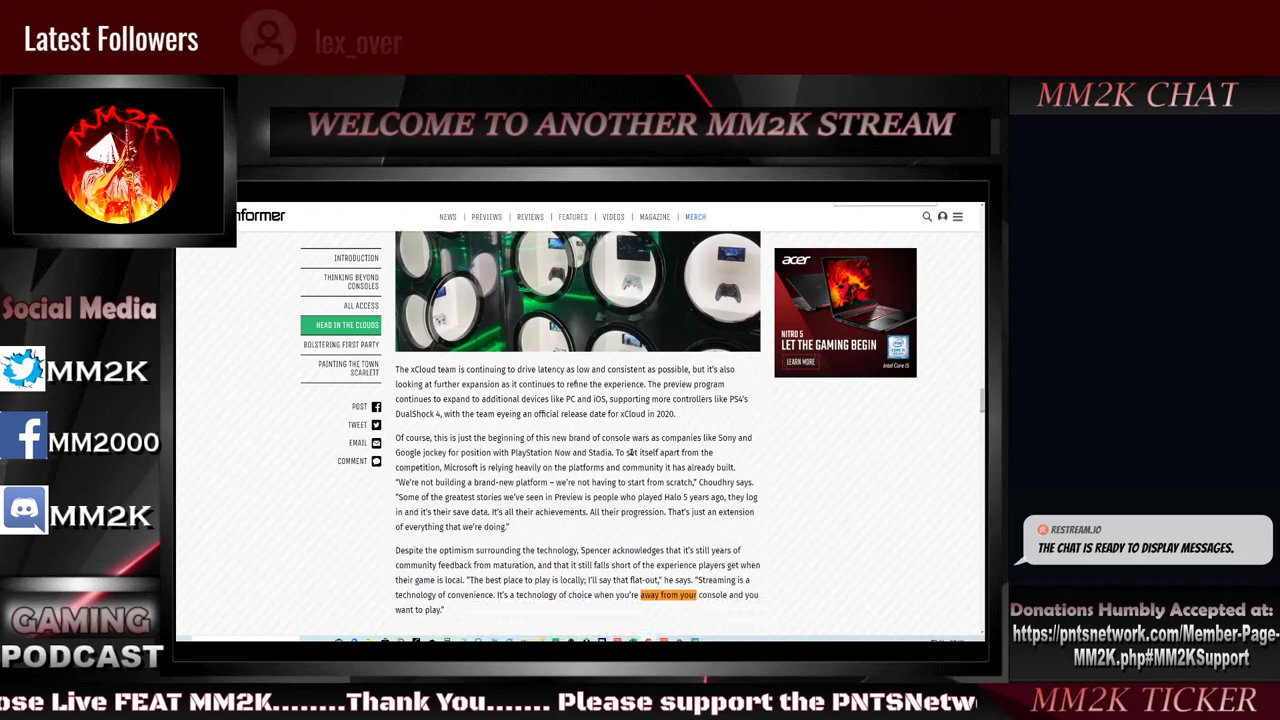 Latest Followers
lex_over
MM2K
WELCOME TO ANOTHER MM2K STREAM
MM2K CHAT
nformer
NEWS | PREVIEWS | REVIEWS | FEATURES | VIDEOS | MAGAZINE | MERCH
INTRODUCTION
THINKING BEYOND
CONSOLES
ALL ACCESS
HEAD IN THE CLOUDS
BOLSTERING FIRST PARTY
PAINTING THE TOWN
SCARLETT
POST
TWEET
EMAIL
COMMENT
The xCloud team is continuing to drive latency as low and consistent as possible, but it's also
looking at further expansion as it continues to refine the experience. The preview program
continues to expand to additional devices like PC and iOS, supporting more controllers like PS4's
DualShock 4, with the team eyeing an official release date for xCloud in 2020.
Of course, this is just the beginning of this new brand of console wars as companies like Sony and
Google jockey for position with PlayStation Now and Stadia. To set itself apart from the
competition, Microsoft is relying heavily on the platforms and community it has already built.
"We're not building a brand-new platform – we're not having to start from scratch," Choudhry says.
"Some of the greatest stories we've seen in Preview is people who played Halo 5 years ago, they log
in and it's their save data. It's all their achievements. All their progression. That's just an extension
of everything that we're doing."
Despite the optimism surrounding the technology, Spencer acknowledges that it's still years of
community feedback from maturation, and that it still falls short of the experience players get when
their game is local. "The best place to play is locally; I'll say that flat-out," he says. "Streaming is a
technology of convenience. It's a technology of choice when you're away from your console and you
want to play."
acer
NITRO 5
LET THE GAMING BEGIN
LEARN MORE
intel
Intel Core i5
Social Media
MM2K
MM2000
MM2K
GAMING
PODCAST
RESTREAM.IO
THE CHAT IS READY TO DISPLAY MESSAGES.
Donations Humbly Accepted at:
https://pntsnetwork.com/Member-Page-
MM2K.php#MM2KSupport
ose Live FEAT MM2K........Thank You....... Please support the PNTSNetw
MM2K TICKER